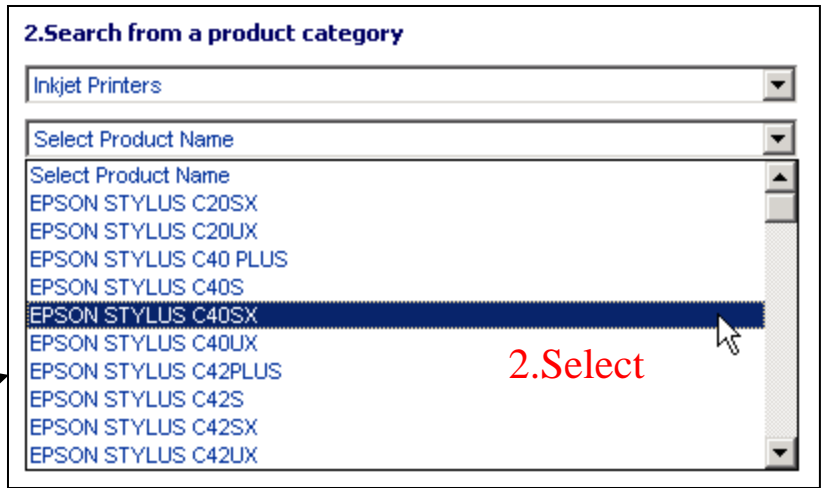 2.Search from a product category
Inkjet Printers
Select Product Name
Select Product Name
EPSON STYLUS C20SX
EPSON STYLUS C20UX
EPSON STYLUS C40 PLUS
EPSON STYLUS C40S
EPSON STYLUS C40SX
EPSON STYLUS C40UX
EPSON STYLUS C42PLUS
2.Select
EPSON STYLUS C42S
EPSON STYLUS C42SX
EPSON STYLUS C42UX